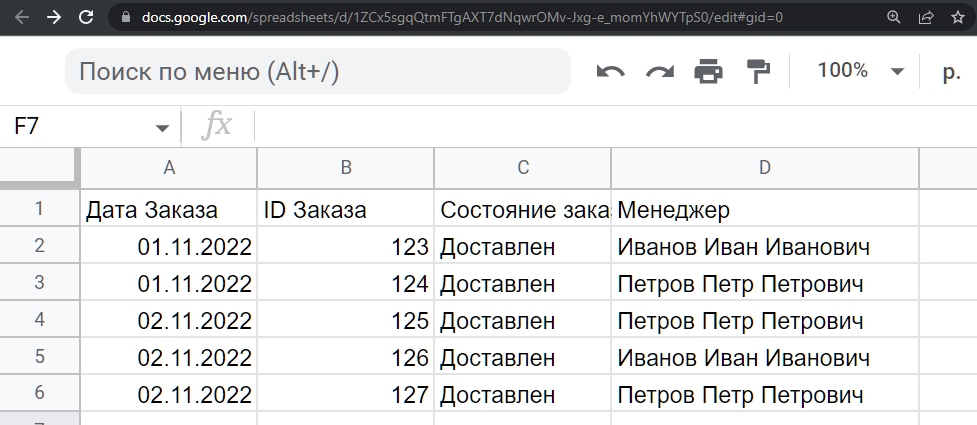 docs.google.com/spreadsheets/d/1ZCx5sgqQtmFTgAXT7dNqwrOMv-Jxg-e_momYhWYTpS0/edit#gid=0
Поиск по меню (Alt+/) 100% р.
F7 fx
A B C D
1 Дата Заказа ID Заказа Состояние зака Менеджер
2 01.11.2022 123 Доставлен Иванов Иван Иванович
3 01.11.2022 124 Доставлен Петров Петр Петрович
4 02.11.2022 125 Доставлен Петров Петр Петрович
5 02.11.2022 126 Доставлен Иванов Иван Иванович
6 02.11.2022 127 Доставлен Петров Петр Петрович